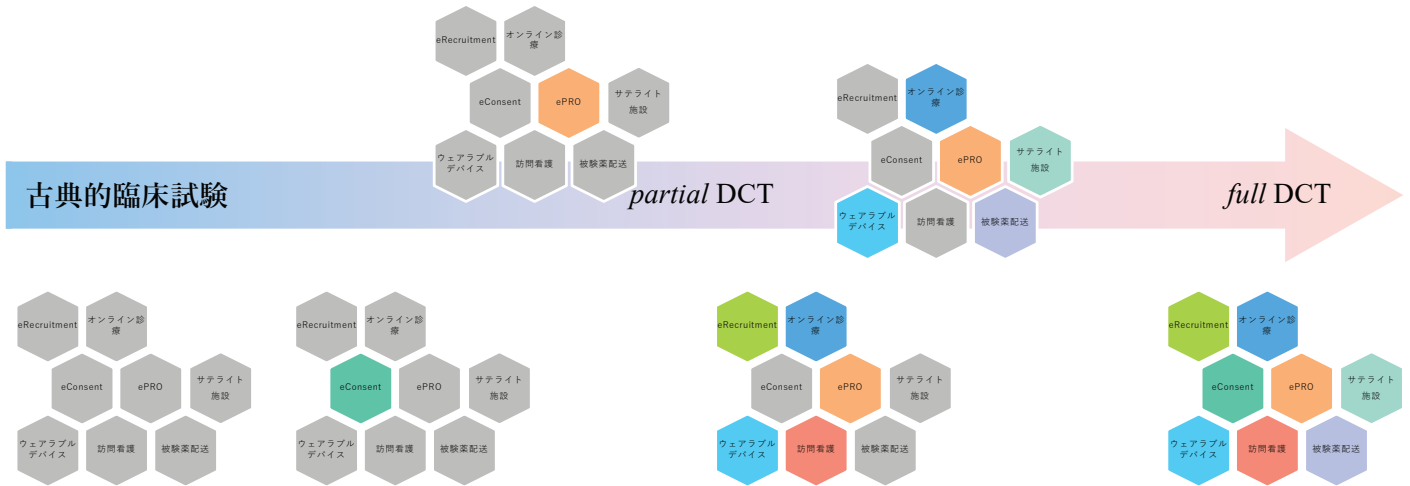 eRecruitment
オンライン診
療
eConsent
ePRO
サテライト
施設
ウェアラブル
デバイス
訪問看護
被験薬配送
eRecruitment
オンライン診
療
eConsent
ePRO
サテライト
施設
ウェアラブル
デバイス
訪問看護
被験薬配送
古典的臨床試験
partial DCT
full DCT
eRecruitment
オンライン診
療
eConsent
ePRO
サテライト
施設
ウェアラブル
デバイス
訪問看護
被験薬配送
eRecruitment
オンライン診
療
eConsent
ePRO
サテライト
施設
ウェアラブル
デバイス
訪問看護
被験薬配送
eRecruitment
オンライン診
療
eConsent
ePRO
サテライト
施設
ウェアラブル
デバイス
訪問看護
被験薬配送
eRecruitment
オンライン診
療
eConsent
ePRO
サテライト
施設
ウェアラブル
デバイス
訪問看護
被験薬配送